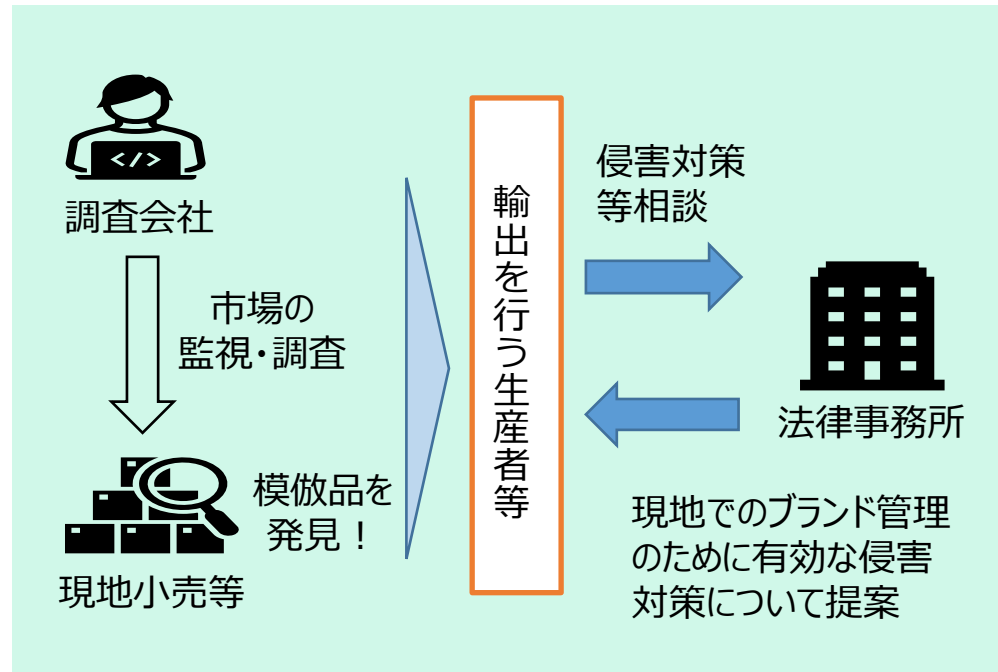 </>
調査会社
市場の
監視・調査
模倣品を
発見！
現地小売等
輸出を行う生産者等
侵害対策
等相談
法律事務所
現地でのブランド管理
のために有効な侵害
対策について提案